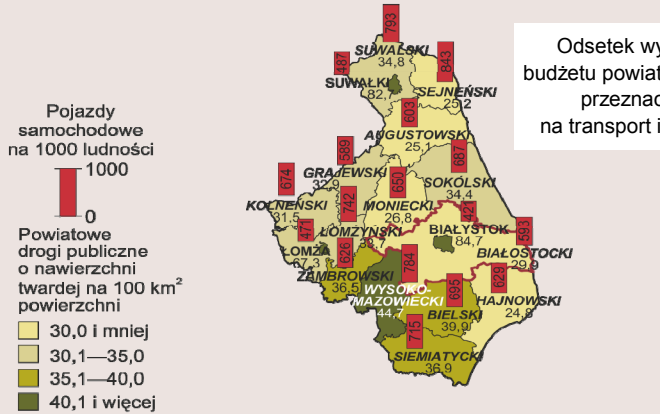 Odsetek wy
budżetu powiat
przeznac
na transport i
Pojazdy
samochodowe
na 1000 ludności
1000
0
Powiatowe
drogi publiczne
o nawierzchni
twardej na 100 km²
powierzchni
30,0 i mniej
30,1—35,0
35,1—40,0
40,1 i więcej
793
SUWALSKI
34,8
487
SUWAŁKI
82,7
843
SEJNEŃSKI
25,2
603
AUGUSTOWSKI
25,1
589
GRAJEWSKI
32,9
687
SOKÓLSKI
34,4
674
KOLNEŃSKI
31,5
650
MONIECKI
26,8
742
ŁOMŻYŃSKI
471
ŁOMŻA
67,3
421
BIAŁYSTOK
84,7
593
BIAŁOSTOCKI
29,9
626
ZAMBROWSKI
36,5
784
WYSOKO-
MAZOWIECKI
44,7
695
BIELSKI
39,9
629
HAJNOWSKI
24,8
715
SIEMIATYCKI
36,9